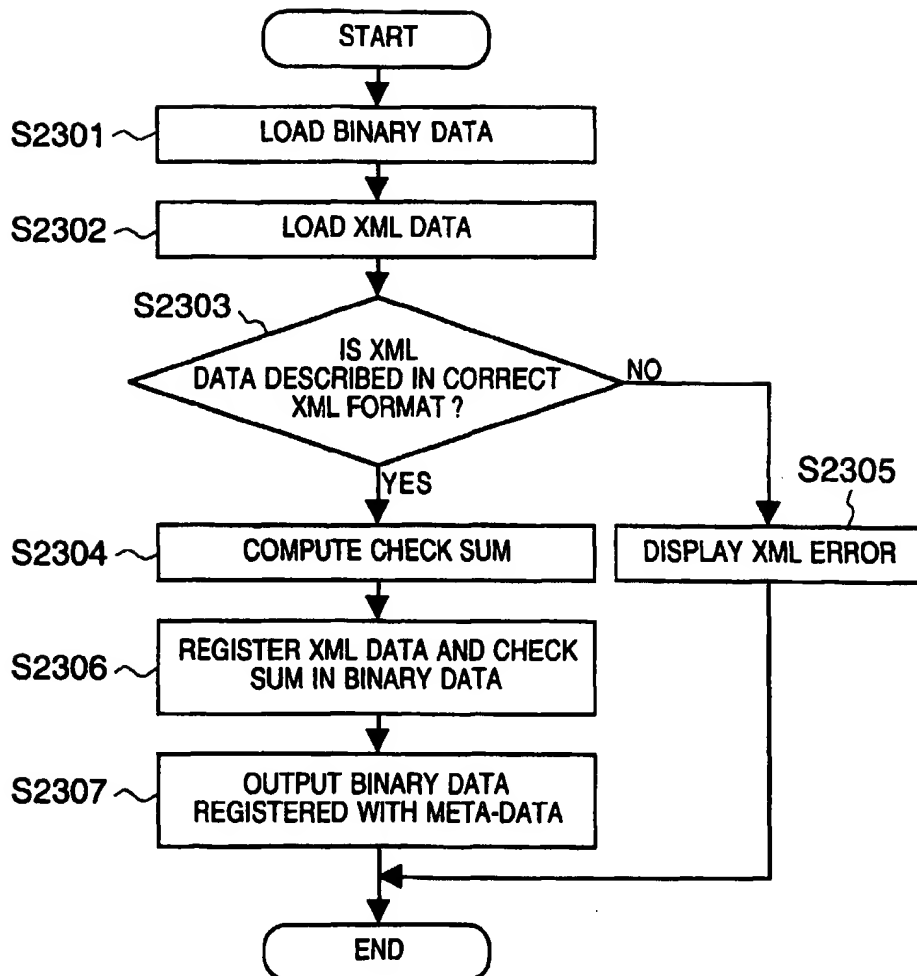 START
S2301
LOAD BINARY DATA
S2302
LOAD XML DATA
S2303
IS XML
DATA DESCRIBED IN CORRECT
XML FORMAT ?
NO
YES
S2305
S2304
COMPUTE CHECK SUM
DISPLAY XML ERROR
S2306
REGISTER XML DATA AND CHECK
SUM IN BINARY DATA
S2307
OUTPUT BINARY DATA
REGISTERED WITH META-DATA
END